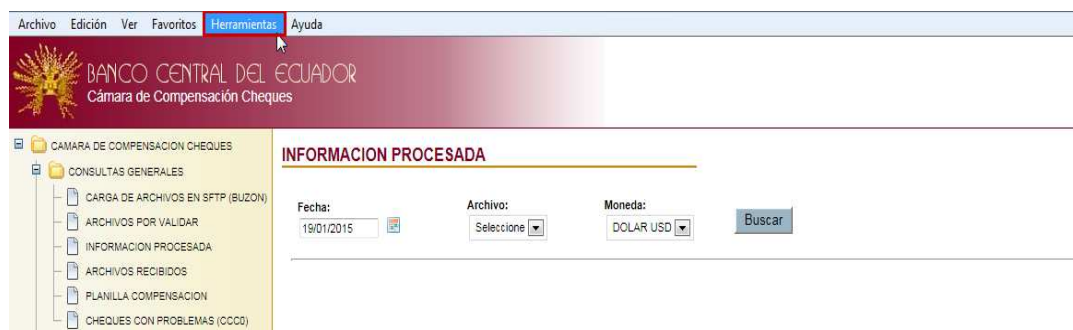 Archivo Edición Ver Favoritos Herramientas Ayuda
BANCO CENTRAL DEL ECUADOR
Cámara de Compensación Cheques
CAMARA DE COMPENSACION CHEQUES
CONSULTAS GENERALES
CARGA DE ARCHIVOS EN SFTP (BUZON)
ARCHIVOS POR VALIDAR
INFORMACION PROCESADA
ARCHIVOS RECIBIDOS
PLANILLA COMPENSACION
CHEQUES CON PROBLEMAS (CCC0)
INFORMACION PROCESADA
Fecha: Archivo: Moneda:
19/01/2015 Seleccione DOLAR USD Buscar